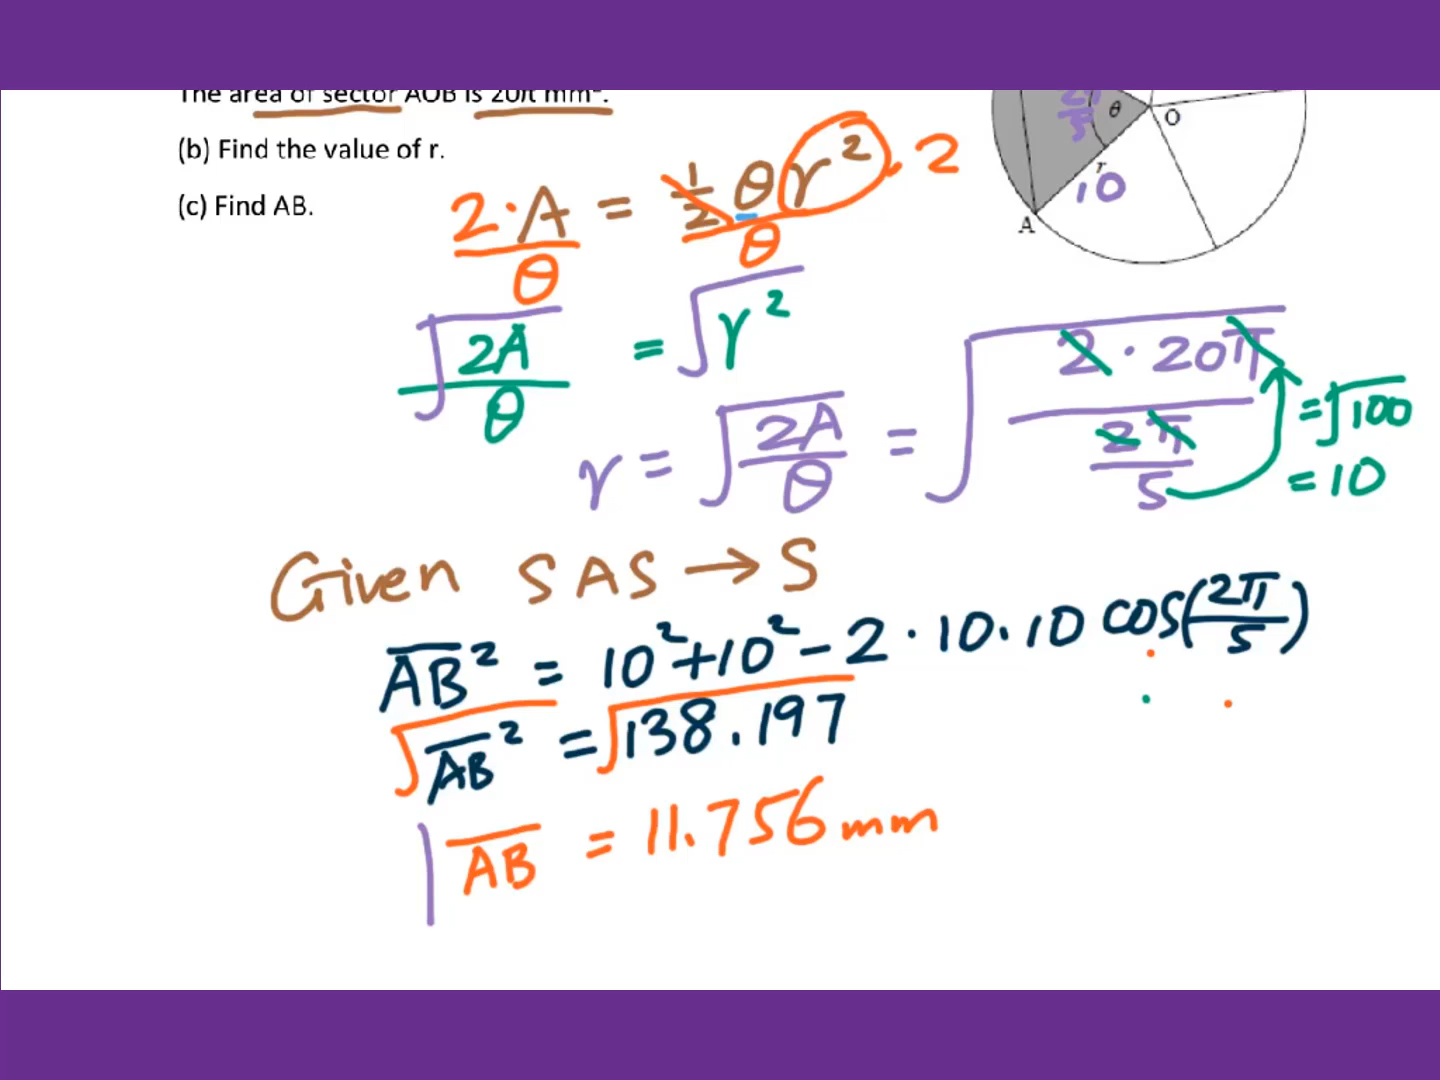 The area of sector AOB is 20π mm².
(b) Find the value of r.
(c) Find AB.
2π/5 θ O
r
10
A
2·A/θ = 1/2 θ r²/θ · 2
√2A/θ = √r²
r = √2A/θ = √2·20π/(2π/5) = √100
= 10
Given SAS → S
AB² = 10² + 10² - 2·10·10 cos(2π/5)
√AB² = √138.197
AB = 11.756 mm